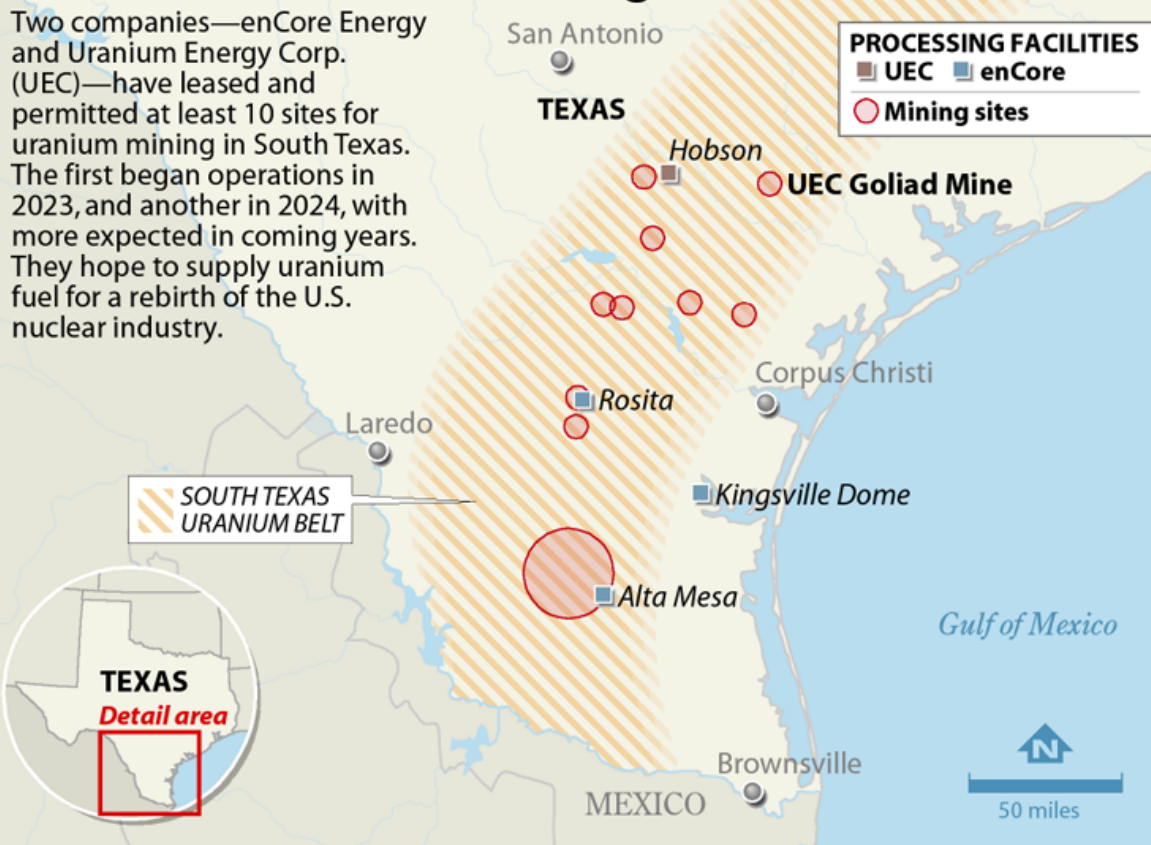 Two companies—enCore Energy
and Uranium Energy Corp.
(UEC)—have leased and
permitted at least 10 sites for
uranium mining in South Texas.
The first began operations in
2023, and another in 2024, with
more expected in coming years.
They hope to supply uranium
fuel for a rebirth of the U.S.
nuclear industry.
San Antonio
TEXAS
PROCESSING FACILITIES
UEC enCore
Mining sites
Hobson
UEC Goliad Mine
Corpus Christi
Rosita
Laredo
SOUTH TEXAS
URANIUM BELT
Kingsville Dome
Alta Mesa
Gulf of Mexico
TEXAS
Detail area
Brownsville
MEXICO
N
50 miles